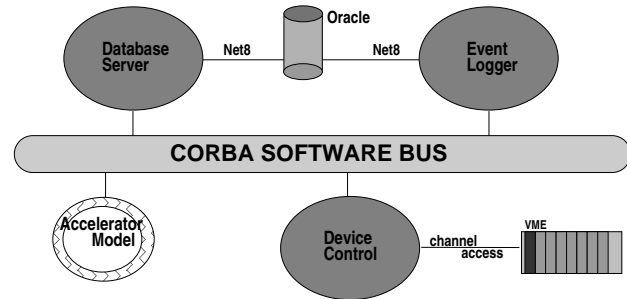 Oracle
Database
Server
Net8
Net8
Event
Logger
CORBA SOFTWARE BUS
Accelerator
Model
Device
Control
channel
access
VME